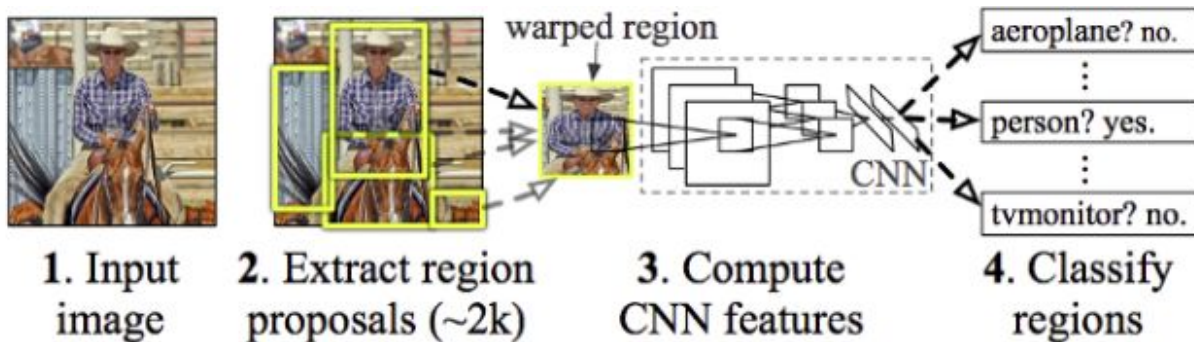 warped region
aeroplane? no.
person? yes.
CNN
tvmonitor? no.
1. Input
image
2. Extract region
proposals (~2k)
3. Compute
CNN features
4. Classify
regions